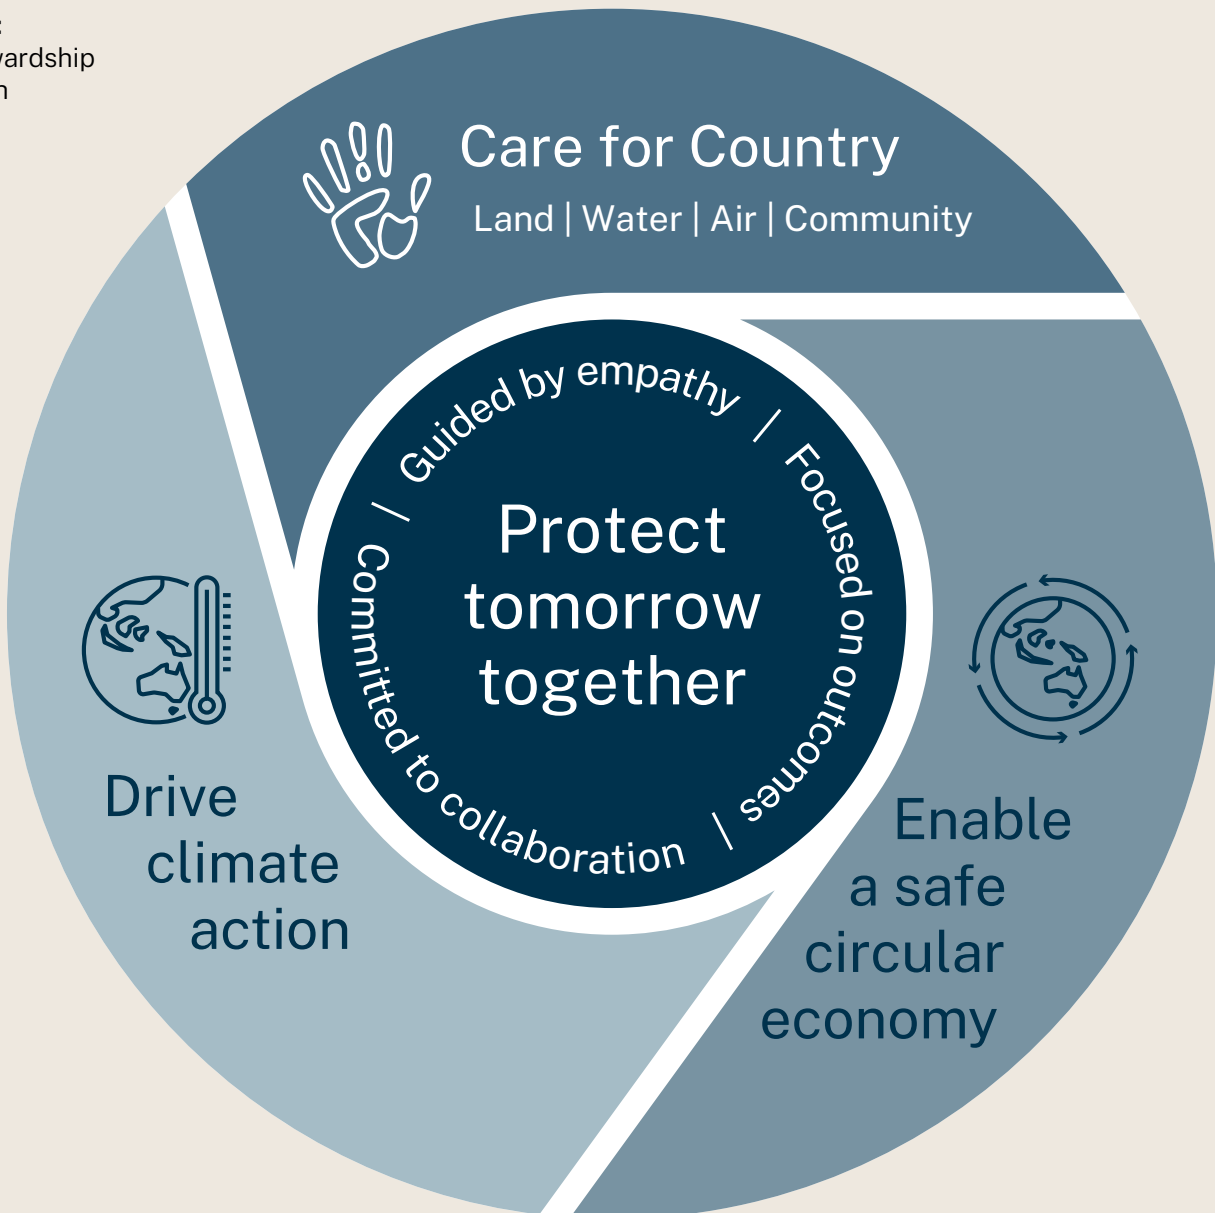 Care for Country
Land | Water | Air | Community
Guided by empathy | Focused on outcomes | Committed to collaboration |
Protect
tomorrow
together
Drive
climate
action
Enable
a safe
circular
economy